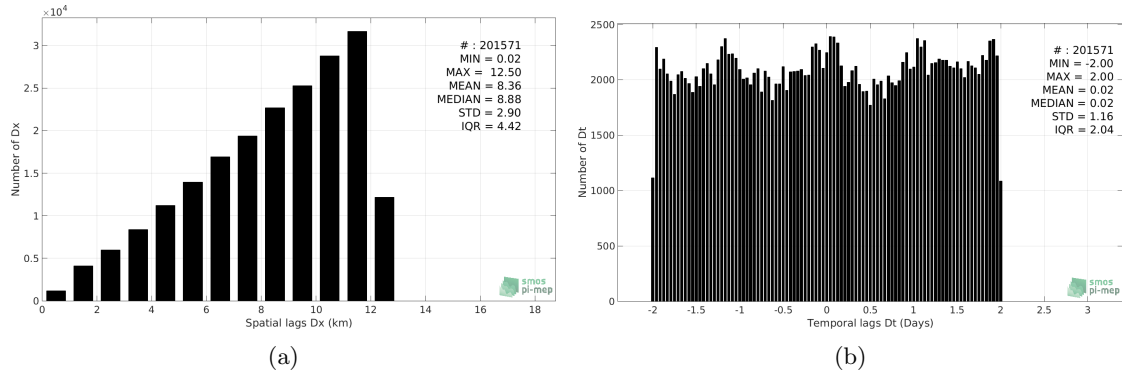 ×10⁴
3
2.5
2
1.5
1
0.5
0
0 2 4 6 8 10 12 14 16 18
Number of Dx
Spatial lags Dx (km)
# : 201571
MIN = 0.02
MAX = 12.50
MEAN = 8.36
MEDIAN = 8.88
STD = 2.90
IQR = 4.42
smos
pi-mep
(a)
2500
2000
1500
1000
500
0
-2 -1.5 -1 -0.5 0 0.5 1 1.5 2 2.5 3
Number of Dt
Temporal lags Dt (Days)
# : 201571
MIN = -2.00
MAX = 2.00
MEAN = 0.02
MEDIAN = 0.02
STD = 1.16
IQR = 2.04
smos
pi-mep
(b)